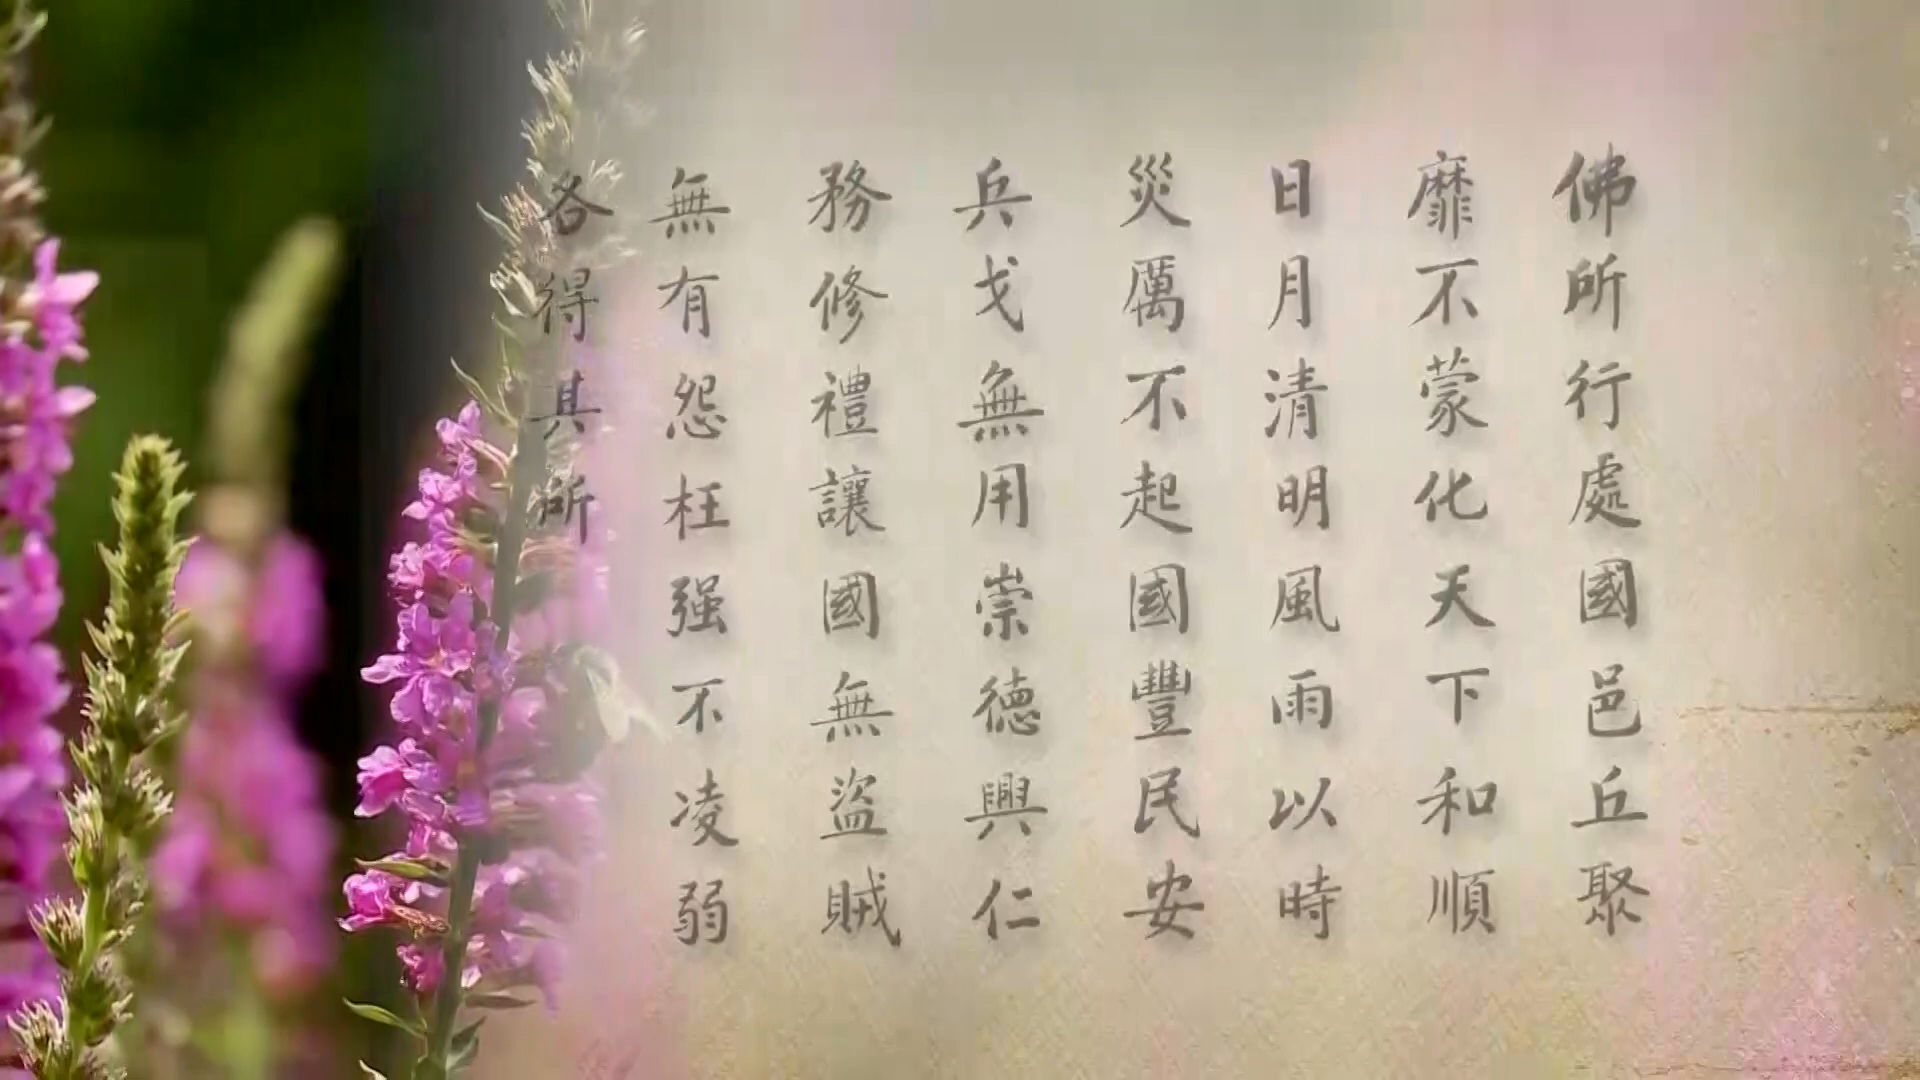 佛所行處國邑丘聚
靡不蒙化天下和順
日月清明風雨以時
災厲不起國豐民安
兵戈無用崇德興仁
務修禮讓國無盜賊
無有怨枉强不凌弱
各得其所